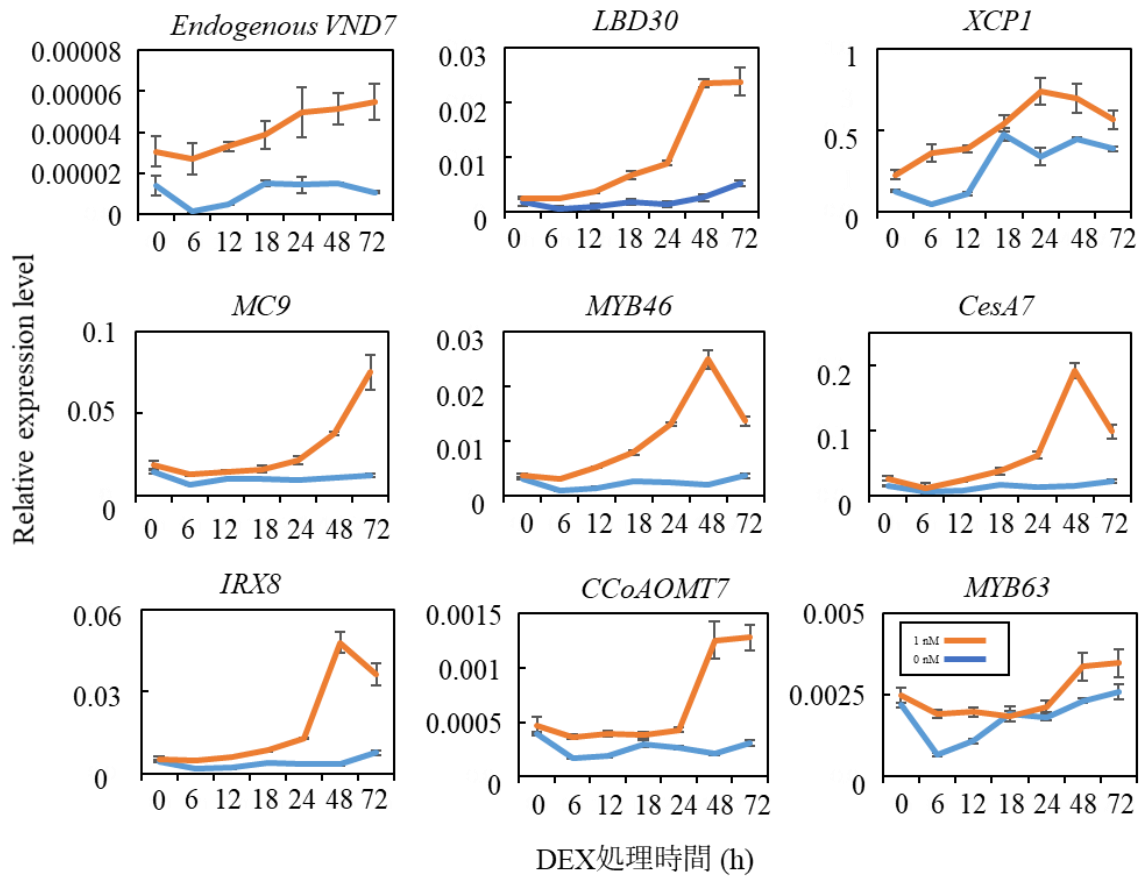 Endogenous VND7
0.00008
0.00006
0.00004
0.00002
0
0 6 12 18 24 48 72
LBD30
0.03
0.02
0.01
0
0 6 12 18 24 48 72
XCP1
1
0.5
0
0 6 12 18 24 48 72
Relative expression level
MC9
0.1
0.05
0
0 6 12 18 24 48 72
MYB46
0.03
0.02
0.01
0
0 6 12 18 24 48 72
CesA7
0.2
0.1
0
0 6 12 18 24 48 72
IRX8
0.06
0.03
0
0 6 12 18 24 48 72
CCoAOMT7
0.0015
0.001
0.0005
0
0 6 12 18 24 48 72
MYB63
0.005
0.0025
0
1 nM
0 nM
0 6 12 18 24 48 72
DEX処理時間 (h)